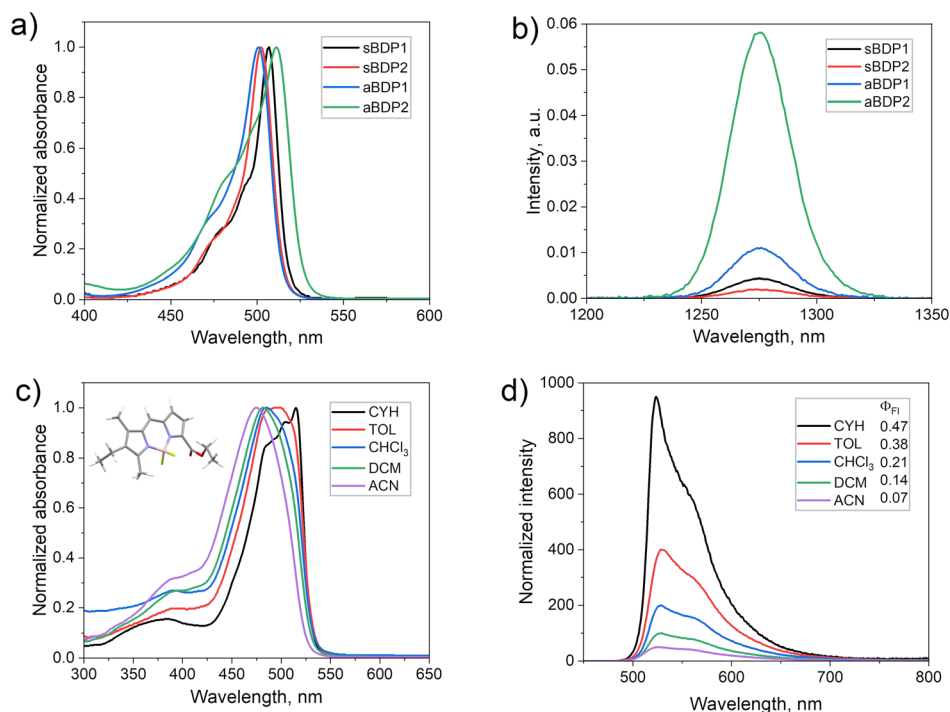 a)
Normalized absorbance
1.0
0.8
0.6
0.4
0.2
0.0
400 450 500 550 600
Wavelength, nm
sBDP1
sBDP2
aBDP1
aBDP2
b)
Intensity, a.u.
0.06
0.05
0.04
0.03
0.02
0.01
0.00
1200 1250 1300 1350
Wavelength, nm
sBDP1
sBDP2
aBDP1
aBDP2
c)
Normalized absorbance
1.0
0.8
0.6
0.4
0.2
0.0
300 350 400 450 500 550 600 650
Wavelength, nm
CYH
TOL
CHCl₃
DCM
ACN
d)
Normalized intensity
1000
800
600
400
200
0
500 600 700 800
Wavelength, nm
Φ_Fl
CYH 0.47
TOL 0.38
CHCl₃ 0.21
DCM 0.14
ACN 0.07